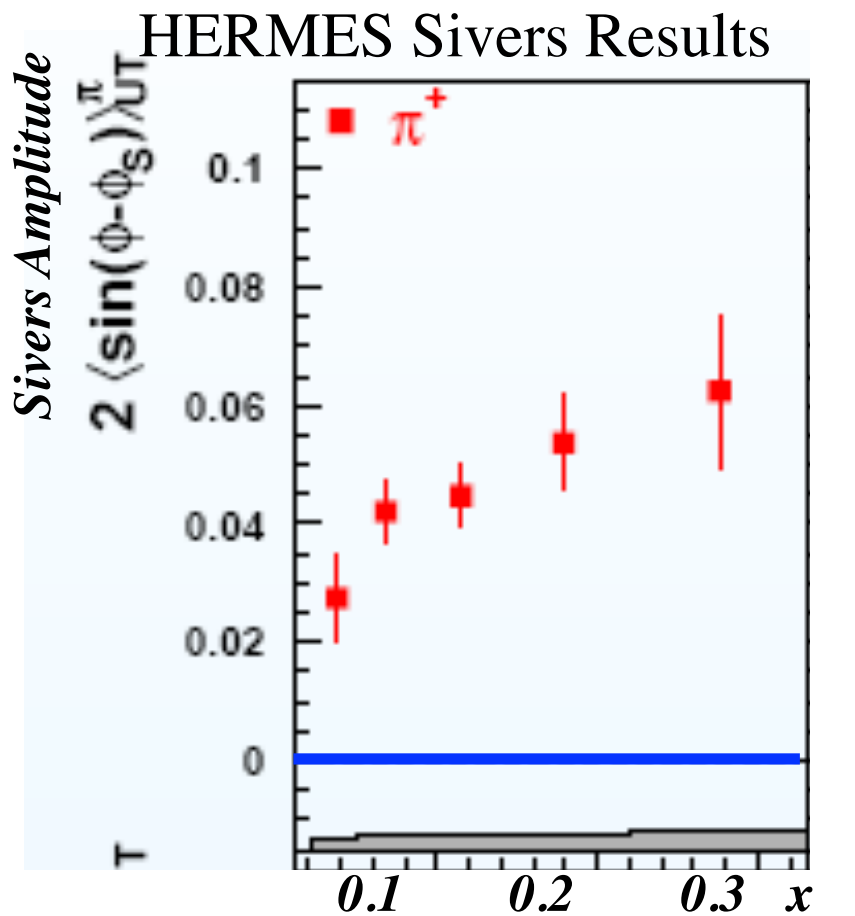 HERMES Sivers Results
Sivers Amplitude
2 ⟨sin(ϕ-ϕS)⟩πUT
π+
0.1
0.08
0.06
0.04
0.02
0
T
0.1 0.2 0.3 x